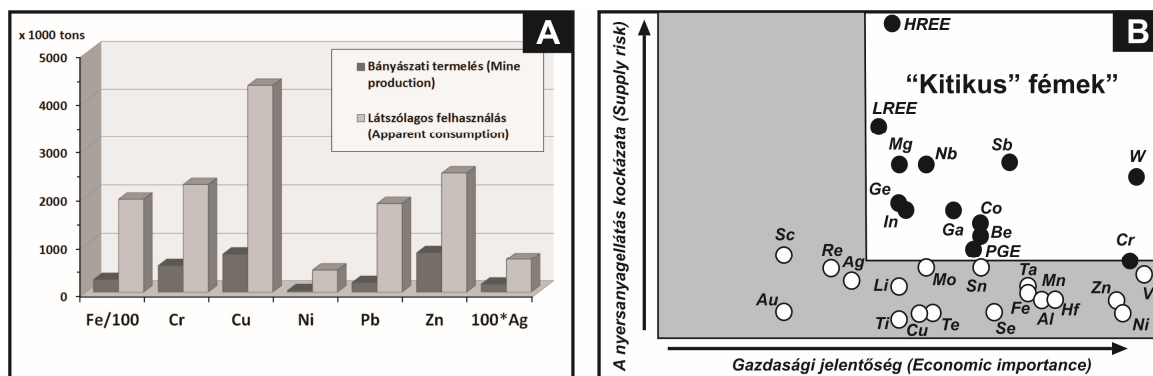 A
x 1000 tons
5000
4000
3000
2000
1000
0
Bányászati termelés (Mine
production)
Látszólagos felhasználás
(Apparent consumption)
Fe/100 Cr Cu Ni Pb Zn 100*Ag
B
A nyersanyagellátás kockázata (Supply risk)
HREE
"Kitikus" fémek"
LREE
Mg Nb Sb W
Ge
In Ga Co
Be
PGE Cr
Sc Re Ag Mo Sn Ta Mn Zn V
Li Fe Al Hf Ni
Au Ti Cu Te Se
Gazdasági jelentőség (Economic importance)